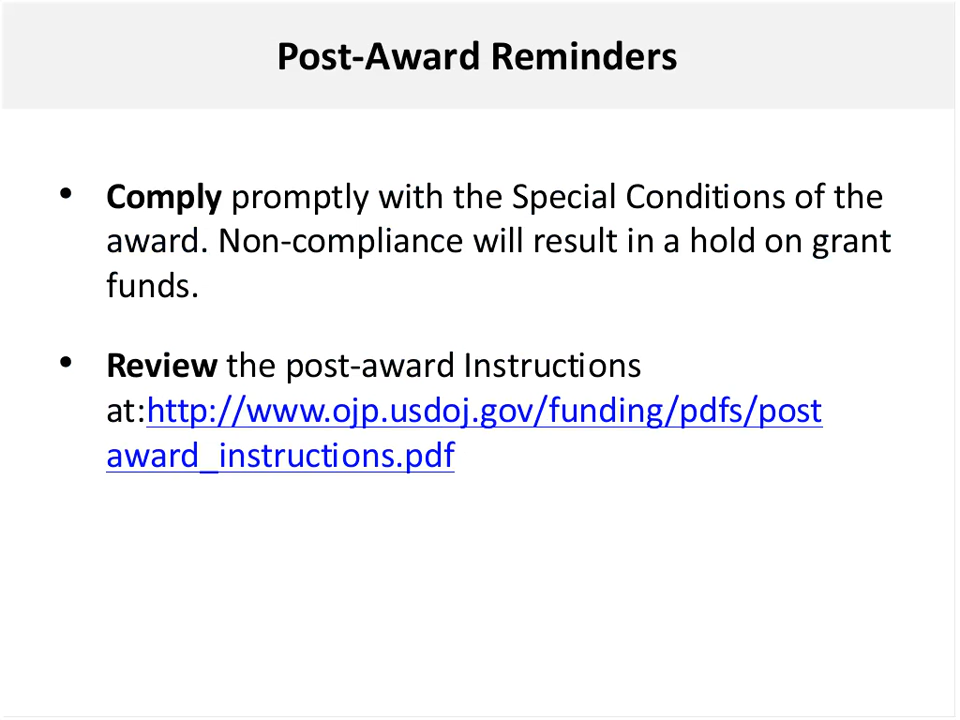 Post-Award Reminders
• Comply promptly with the Special Conditions of the
award. Non-compliance will result in a hold on grant
funds.
• Review the post-award Instructions
at:http://www.ojp.usdoj.gov/funding/pdfs/post
award_instructions.pdf